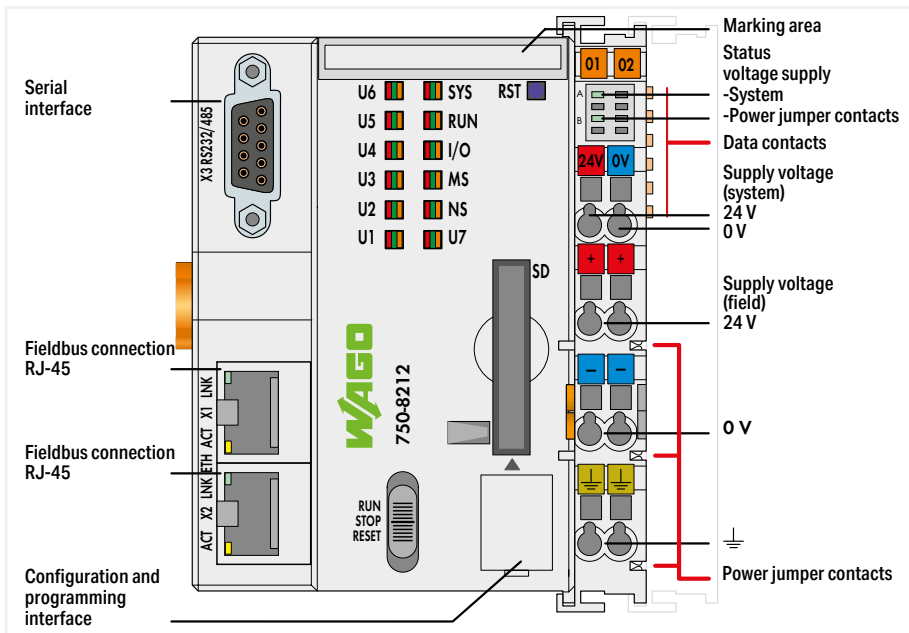 Marking area
Serial
interface
X3 RS232/485
U6
U5
U4
U3
U2
U1
SYS
RUN
I/O
MS
NS
U7
RST
01 02
A
B
Status
voltage supply
-System
-Power jumper contacts
Data contacts
24V 0V
Supply voltage
(system)
24 V
0 V
+ +
Supply voltage
(field)
24 V
SD
WAGO
750-8212
Fieldbus connection
RJ-45
ACT X1 LNK
ETH
Fieldbus connection
RJ-45
ACT X2 LNK
− −
0 V
RUN
STOP
RESET
Configuration and
programming
interface
Power jumper contacts